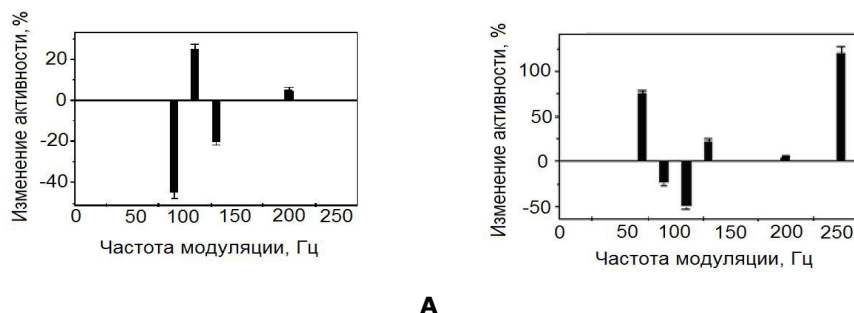 Изменение активности, %
20
0
-20
-40
0 50 100 150 200 250
Частота модуляции, Гц
Изменение активности, %
100
50
0
-50
0 50 100 150 200 250
Частота модуляции, Гц
А